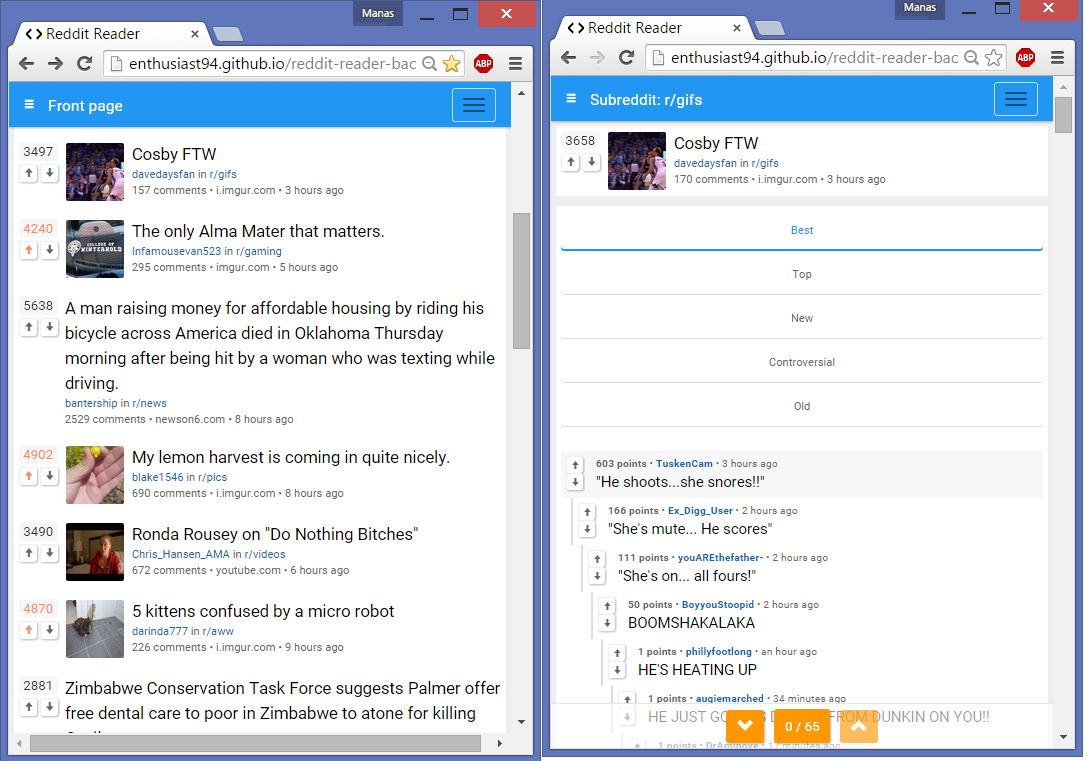 Manas
Reddit Reader
enthusiast94.github.io/reddit-reader-bac
ABP
Front page
3497
Cosby FTW
davedaysfan in r/gifs
157 comments • i.imgur.com • 3 hours ago
4240
COLLEGE OF
WINTERHOLD
The only Alma Mater that matters.
Infamousevan523 in r/gaming
295 comments • imgur.com • 5 hours ago
5638
A man raising money for affordable housing by riding his
bicycle across America died in Oklahoma Thursday
morning after being hit by a woman who was texting while
driving.
bantership in r/news
2529 comments • newson6.com • 8 hours ago
4902
My lemon harvest is coming in quite nicely.
blake1546 in r/pics
690 comments • i.imgur.com • 8 hours ago
3490
Ronda Rousey on "Do Nothing Bitches"
Chris_Hansen_AMA in r/videos
672 comments • youtube.com • 6 hours ago
4870
5 kittens confused by a micro robot
darinda777 in r/aww
226 comments • i.imgur.com • 9 hours ago
2881
Zimbabwe Conservation Task Force suggests Palmer offer
free dental care to poor in Zimbabwe to atone for killing
Manas
Reddit Reader
enthusiast94.github.io/reddit-reader-bac
ABP
Subreddit: r/gifs
3658
Cosby FTW
davedaysfan in r/gifs
170 comments • i.imgur.com • 3 hours ago
Best
Top
New
Controversial
Old
603 points • TuskenCam • 3 hours ago
"He shoots...she snores!!"
166 points • Ex_Digg_User • 2 hours ago
"She's mute... He scores"
111 points • youAREthefather- • 2 hours ago
"She's on... all fours!"
50 points • BoyyouStoopid • 2 hours ago
BOOMSHAKALAKA
1 points • phillyfootlong • an hour ago
HE'S HEATING UP
1 points • augiemarched • 34 minutes ago
HE JUST FROM DUNKIN ON YOU!!
0 / 65
1 points • 17 minutes ago